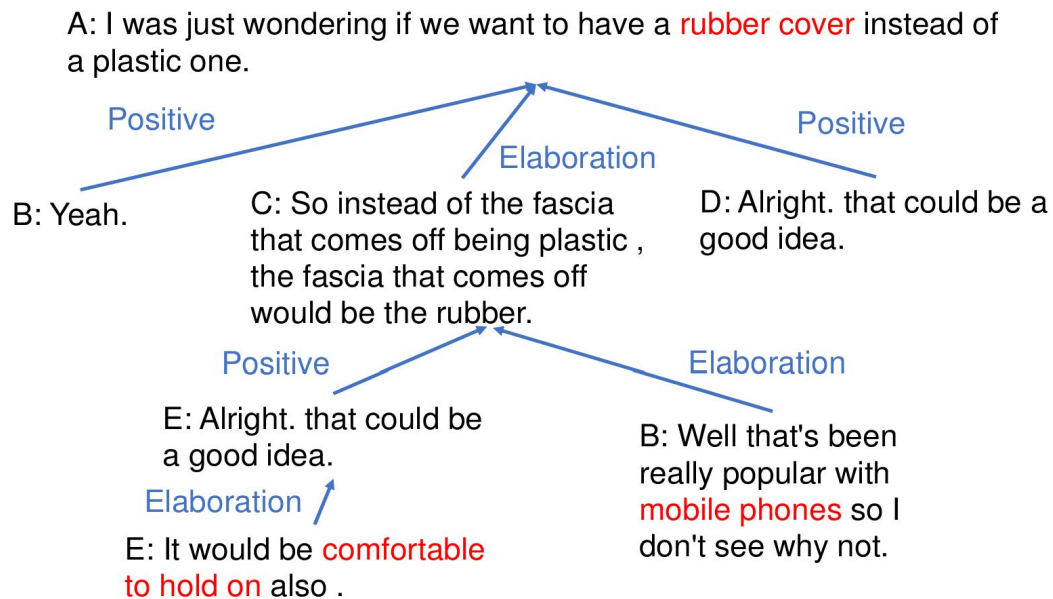 A: I was just wondering if we want to have a rubber cover instead of
a plastic one.
Positive
Positive
Elaboration
B: Yeah.
C: So instead of the fascia
that comes off being plastic ,
the fascia that comes off
would be the rubber.
D: Alright. that could be a
good idea.
Positive
Elaboration
E: Alright. that could be
a good idea.
B: Well that's been
really popular with
mobile phones so I
don't see why not.
Elaboration
E: It would be comfortable
to hold on also .